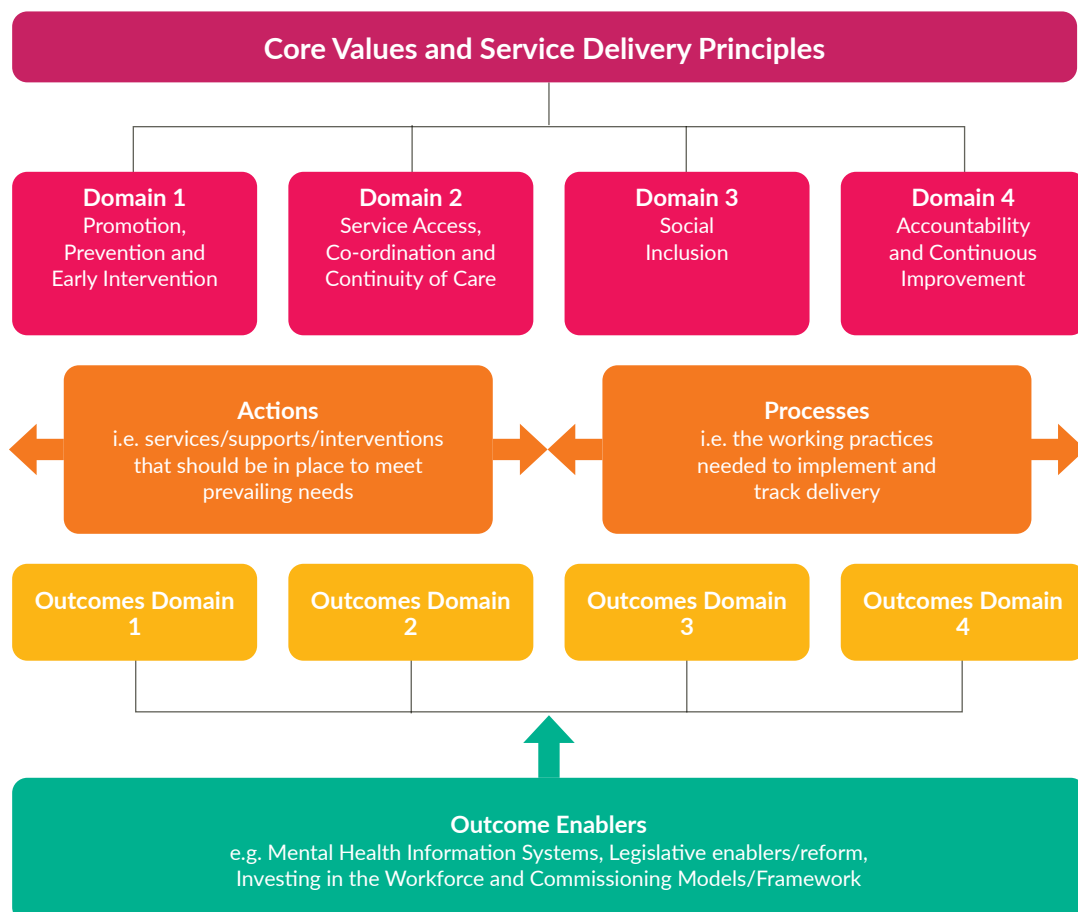 Core Values and Service Delivery Principles
Domain 1
Promotion,
Prevention and
Early Intervention
Domain 2
Service Access,
Co-ordination and
Continuity of Care
Domain 3
Social
Inclusion
Domain 4
Accountability
and Continuous
Improvement
Actions
i.e. services/supports/interventions
that should be in place to meet
prevailing needs
Processes
i.e. the working practices
needed to implement and
track delivery
Outcomes Domain
1
Outcomes Domain
2
Outcomes Domain
3
Outcomes Domain
4
Outcome Enablers
e.g. Mental Health Information Systems, Legislative enablers/reform,
Investing in the Workforce and Commissioning Models/Framework